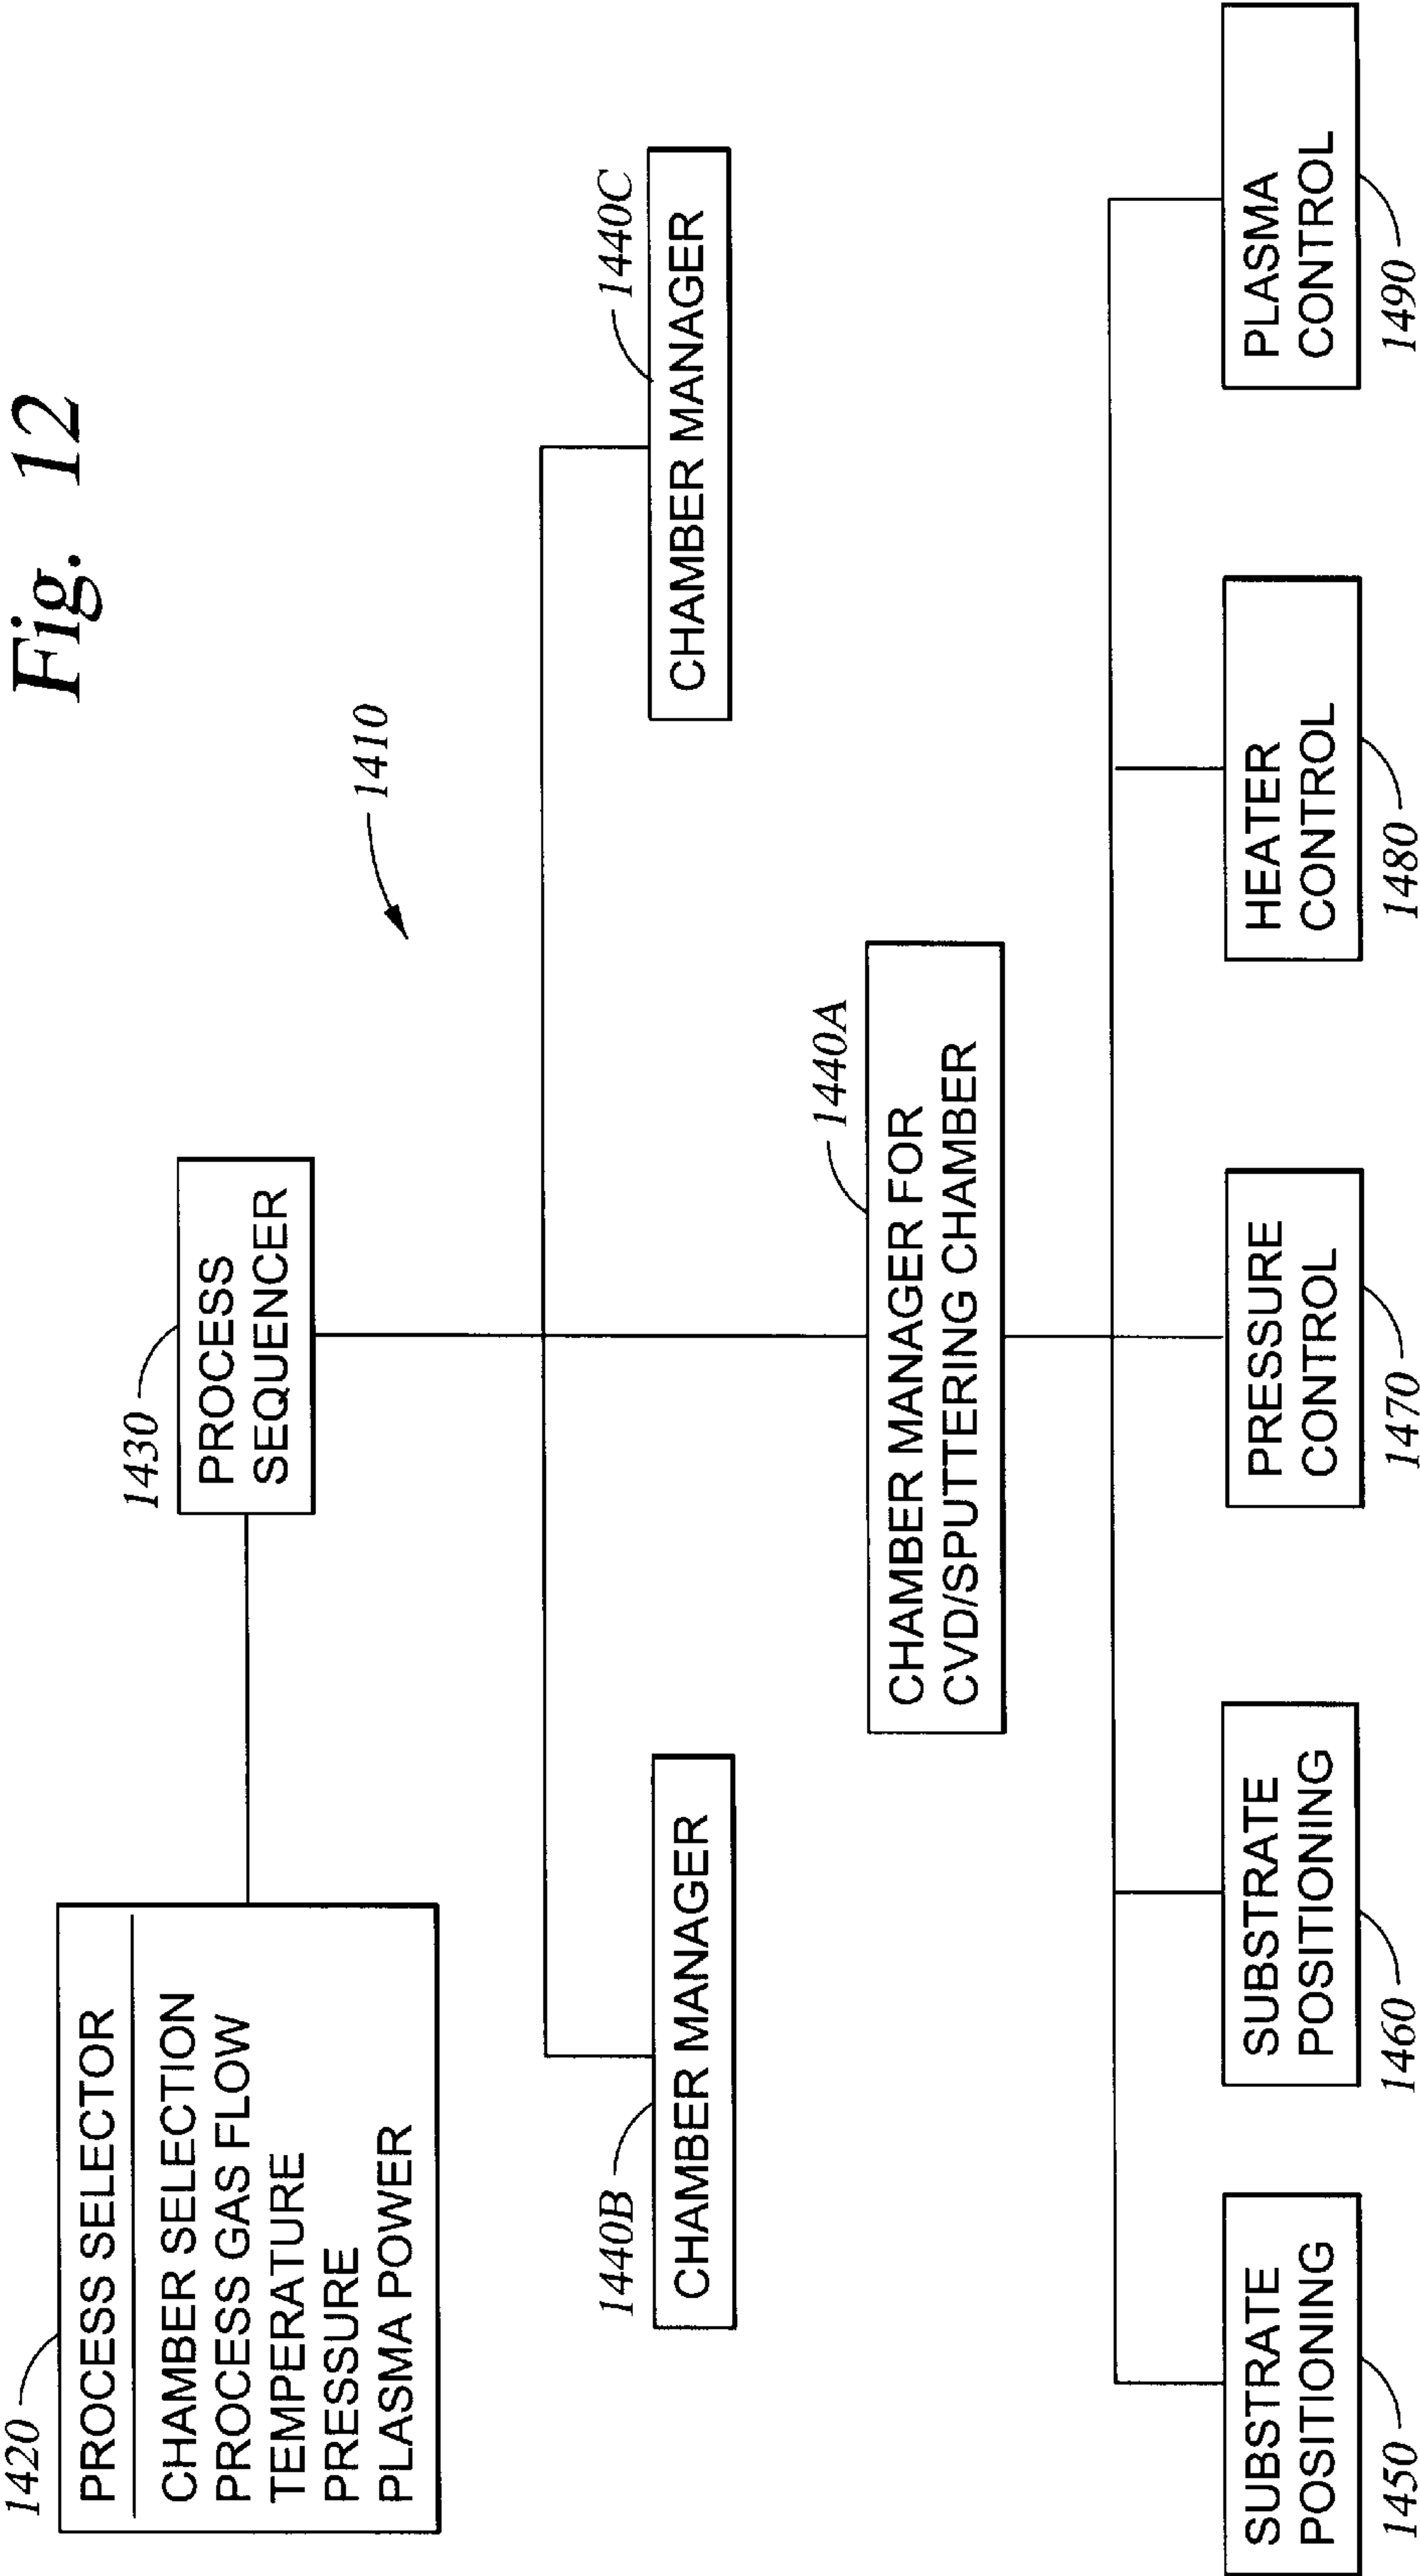 Fig. 12
1410
1420
PROCESS SELECTOR
CHAMBER SELECTION
PROCESS GAS FLOW
TEMPERATURE
PRESSURE
PLASMA POWER
1430
PROCESS
SEQUENCER
1440B
CHAMBER MANAGER
1440C
CHAMBER MANAGER
1440A
CHAMBER MANAGER FOR
CVD/SPUTTERING CHAMBER
SUBSTRATE
POSITIONING
1450
SUBSTRATE
POSITIONING
1460
PRESSURE
CONTROL
1470
HEATER
CONTROL
1480
PLASMA
CONTROL
1490